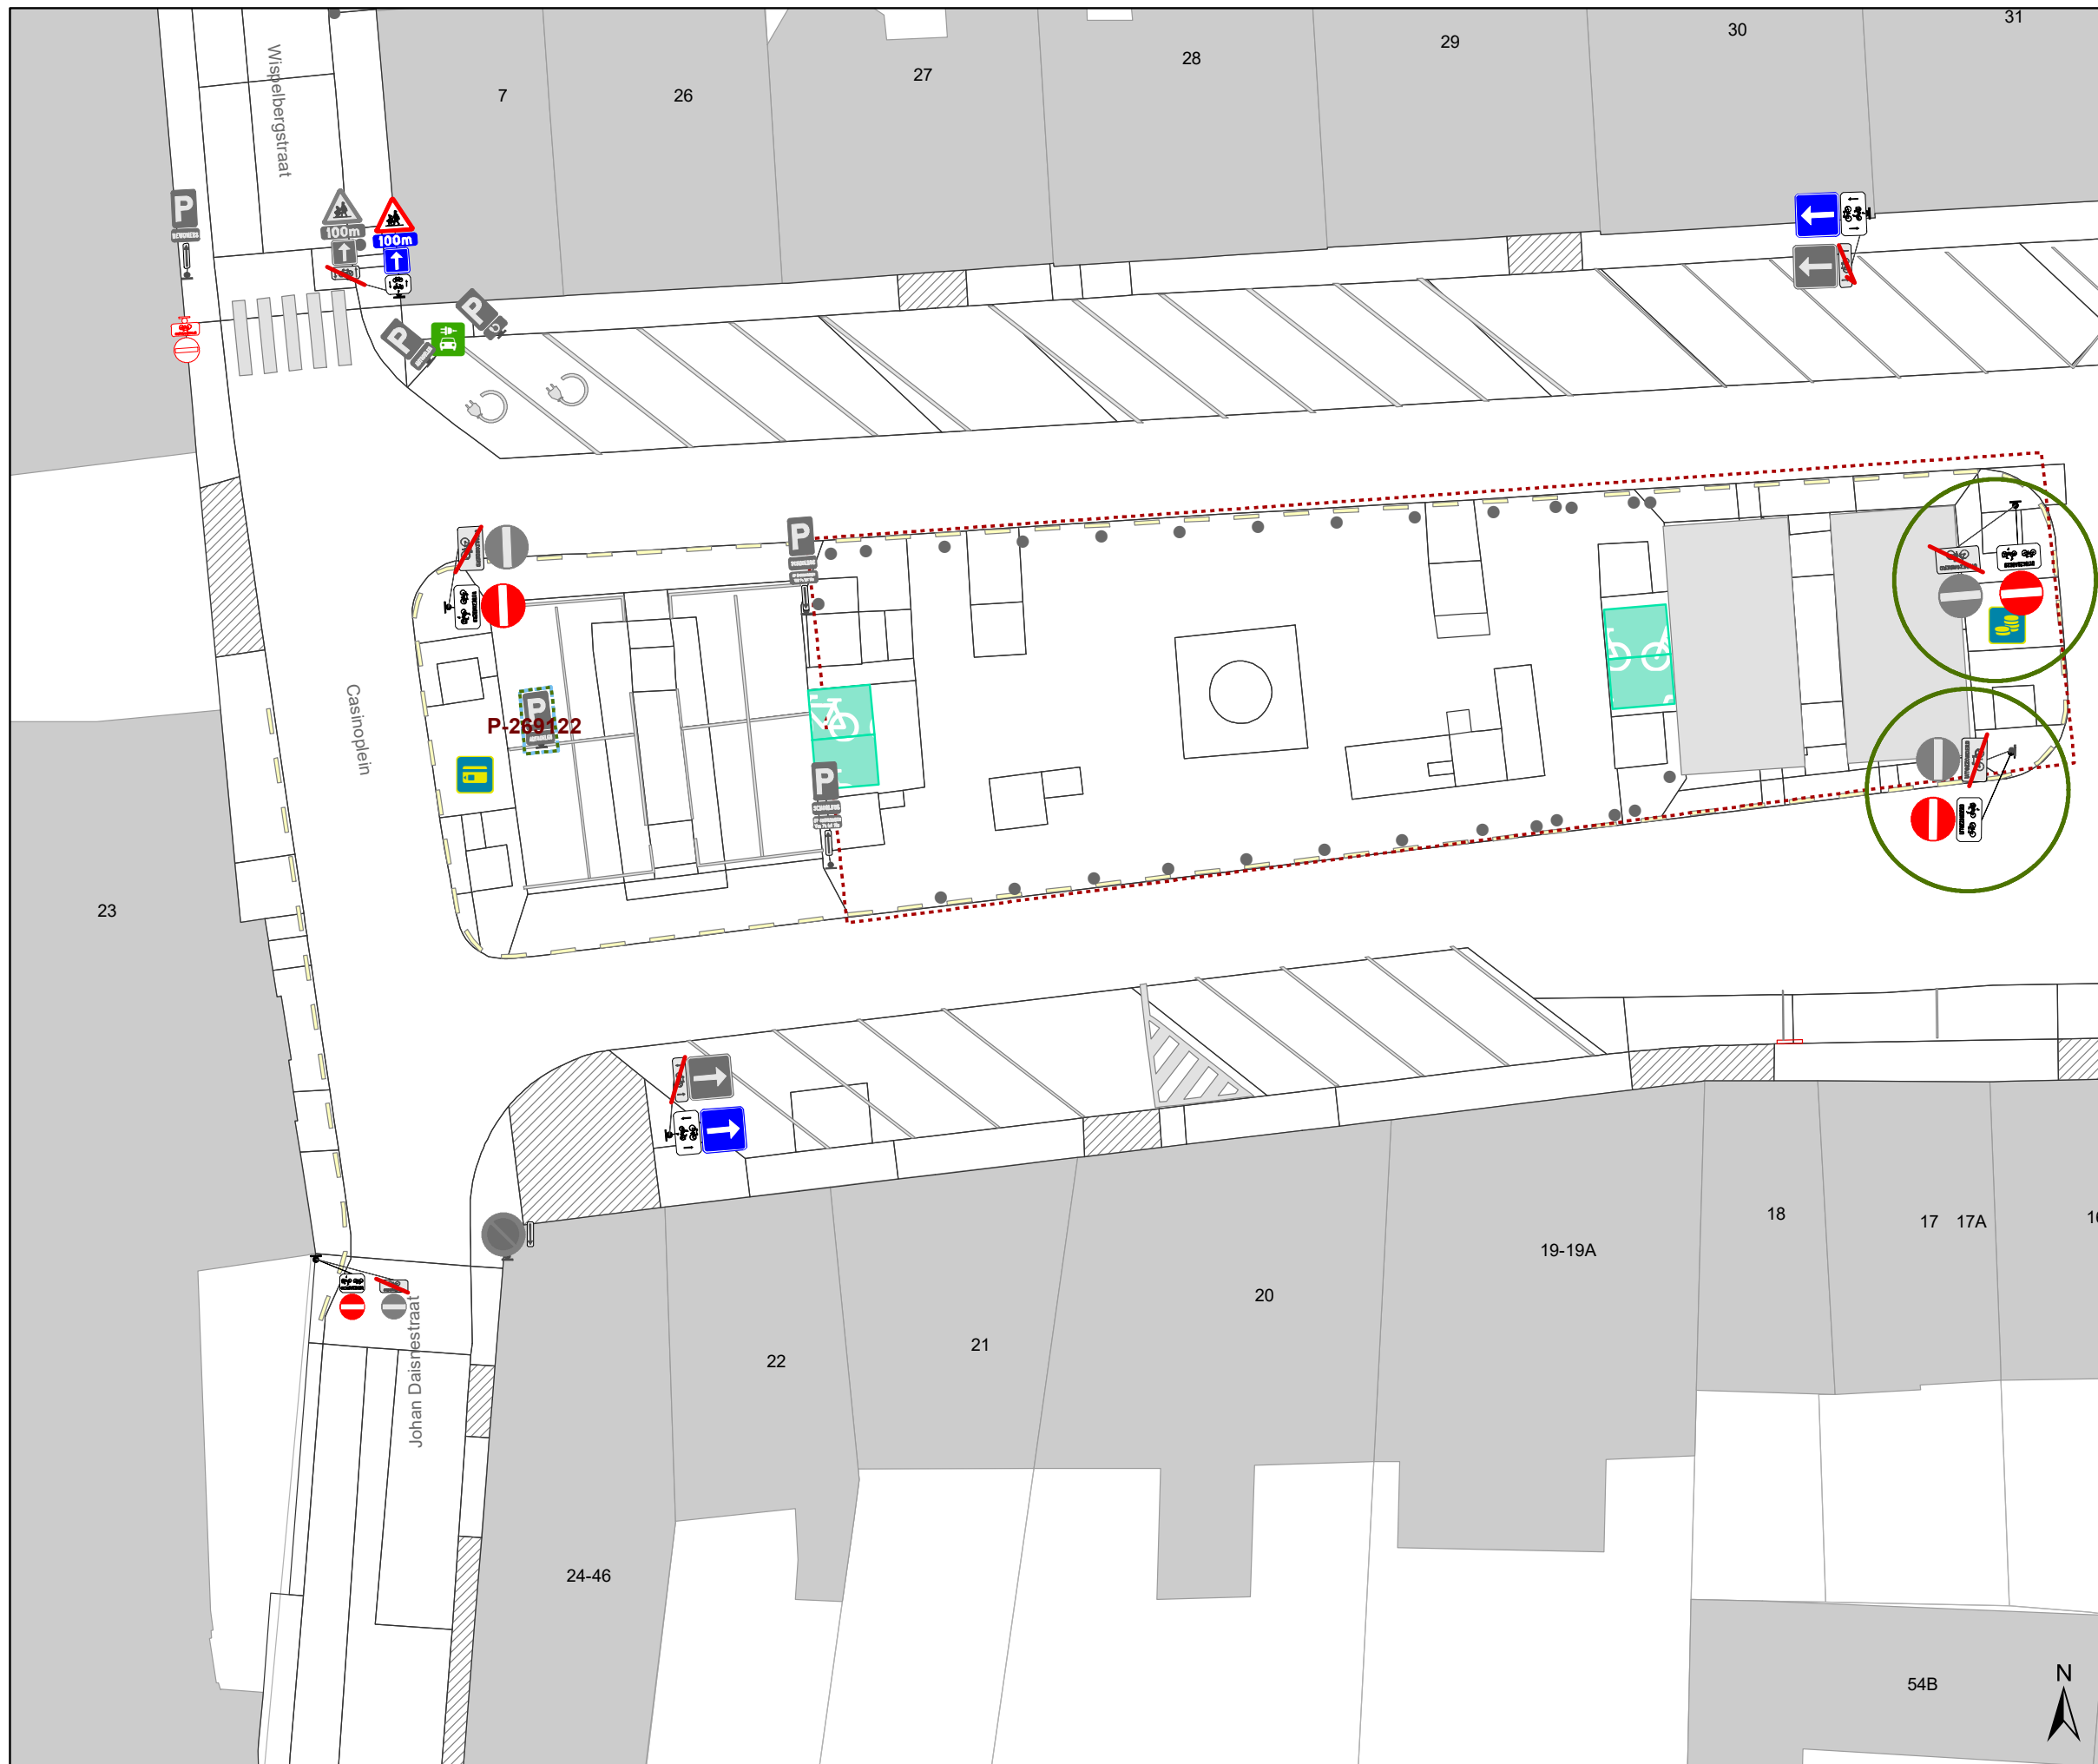 31
30
29
28
27
26
7
Wispelbergstraat
P
100m
100m
P
P
P
Casinoplein
P
P-269122
P
23
18
17
17A
19-19A
20
21
22
Johan Daisnestraat
24-46
54B
N